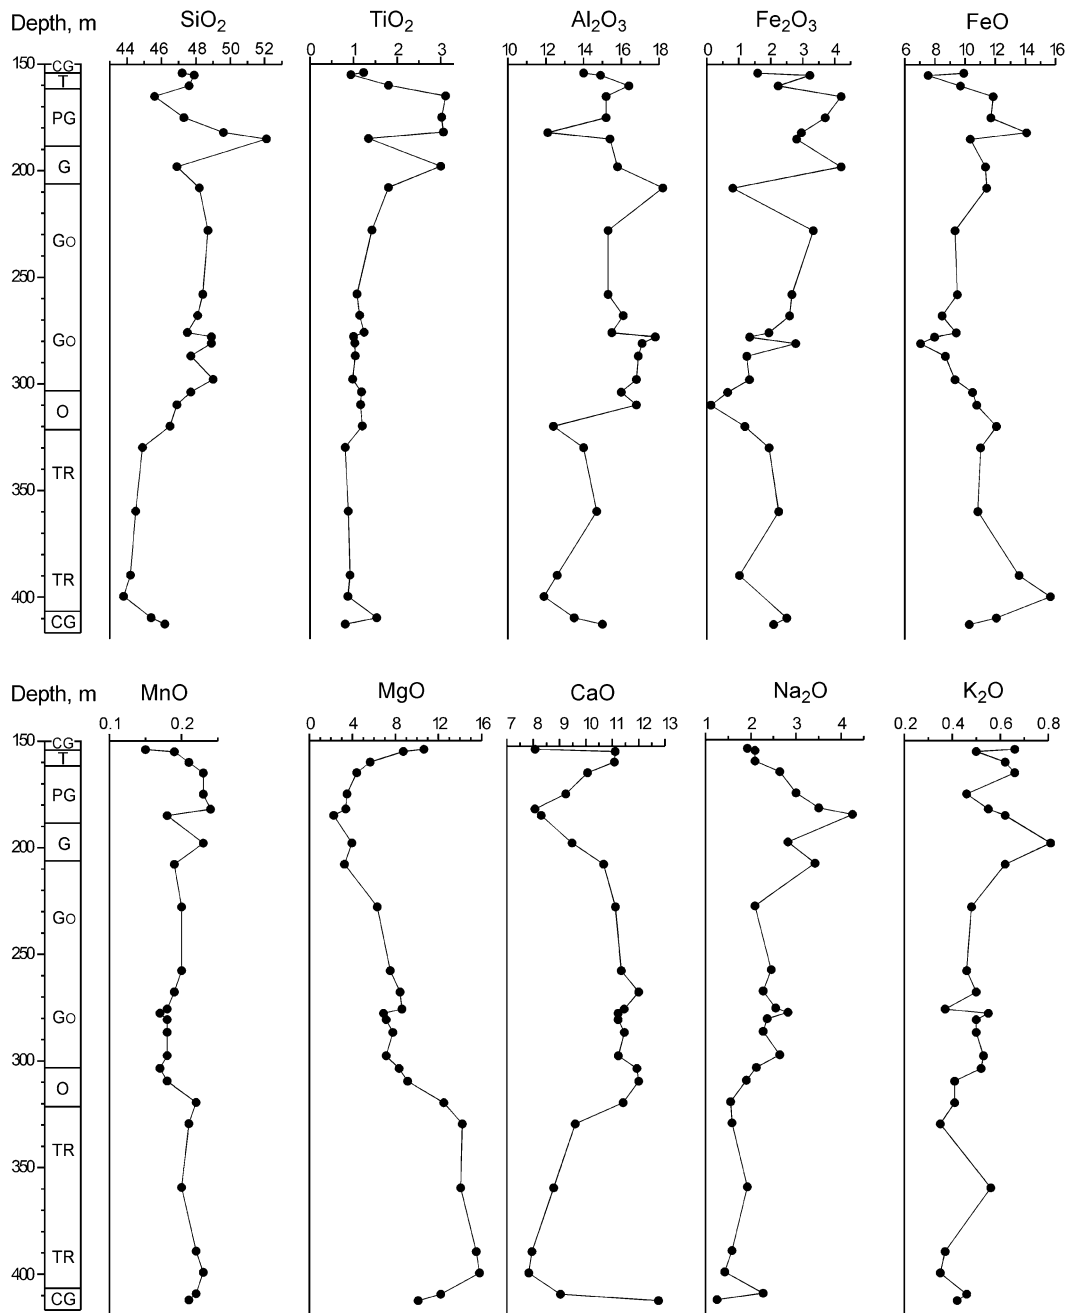 Depth, m SiO₂ TiO₂ Al₂O₃ Fe₂O₃ FeO
44 46 48 50 52 0 1 2 3 10 12 14 16 18 0 1 2 3 4 6 8 10 12 14 16
150 CG
T
PG
200 G
GO
250
GO
300
O
TR
350
TR
400
CG
Depth, m MnO MgO CaO Na₂O K₂O
0.1 0.2 0 4 8 12 16 7 8 9 10 11 12 13 1 2 3 4 0.2 0.4 0.6 0.8
150 CG
T
PG
200 G
GO
250
GO
300
O
TR
350
TR
400
CG